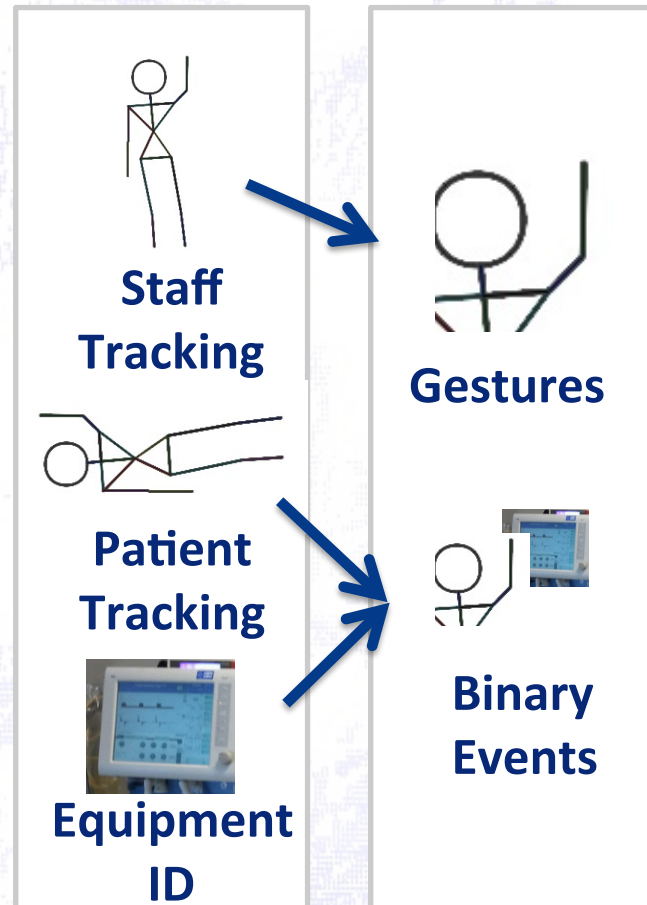 Staff
Tracking
Gestures
Patient
Tracking
Binary
Events
Equipment
ID